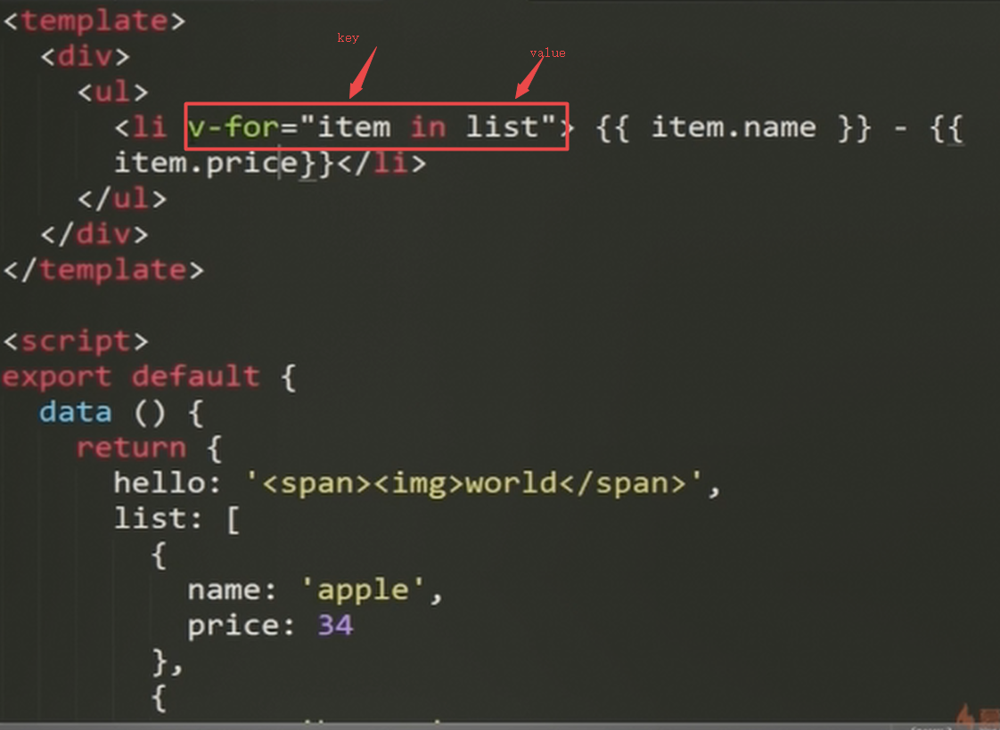 <template>
key
<div>
value
<ul>
<li v-for="item in list"> {{ item.name }} - {{
item.price}}</li>
</ul>
</div>
</template>
<script>
export default {
data () {
return {
hello: '<span><img>world</span>',
list: [
{
name: 'apple',
price: 34
},
{